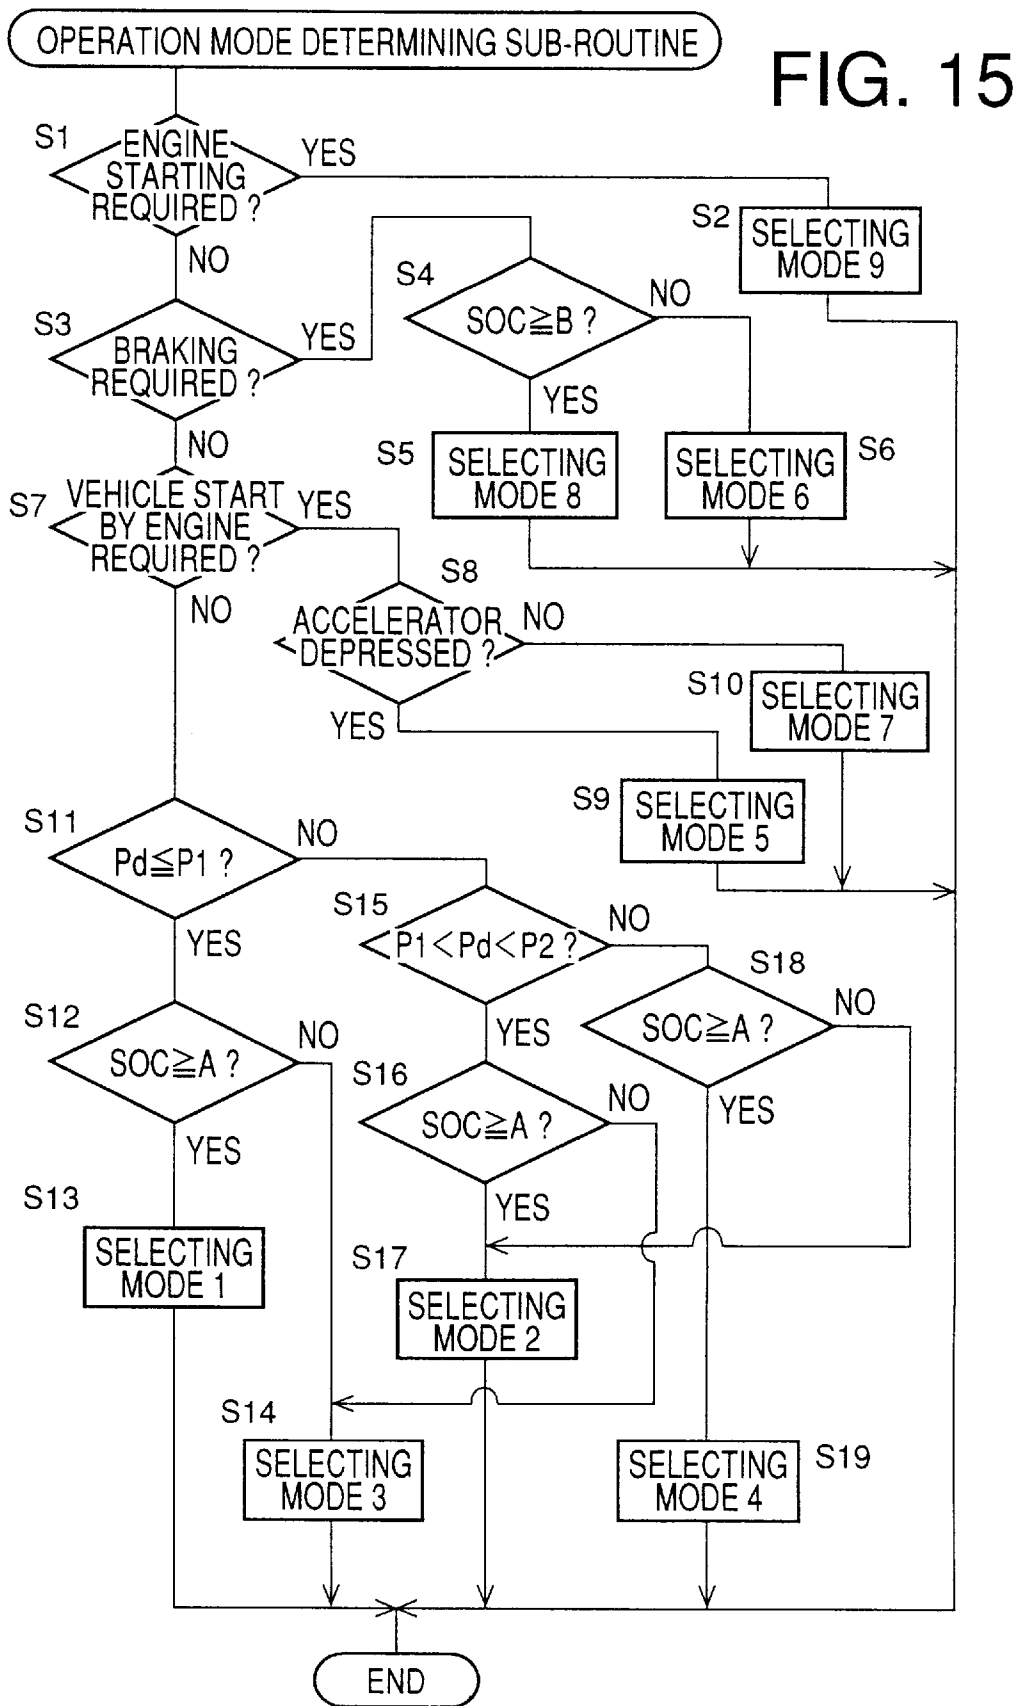 OPERATION MODE DETERMINING SUB-ROUTINE
FIG. 15
S1
ENGINE
STARTING
REQUIRED ?
YES
NO
S2
SELECTING
MODE 9
S3
BRAKING
REQUIRED ?
YES
NO
S4
SOC≧B ?
NO
YES
S5
SELECTING
MODE 8
SELECTING
MODE 6
S6
S7
VEHICLE START
BY ENGINE
REQUIRED ?
YES
NO
S8
ACCELERATOR
DEPRESSED ?
NO
YES
S10
SELECTING
MODE 7
S9
SELECTING
MODE 5
S11
Pd≦P1 ?
NO
YES
S15
P1<Pd<P2 ?
NO
YES
S18
SOC≧A ?
NO
YES
S12
SOC≧A ?
NO
YES
S16
SOC≧A ?
NO
YES
S13
SELECTING
MODE 1
S17
SELECTING
MODE 2
S14
SELECTING
MODE 3
SELECTING
MODE 4
S19
END